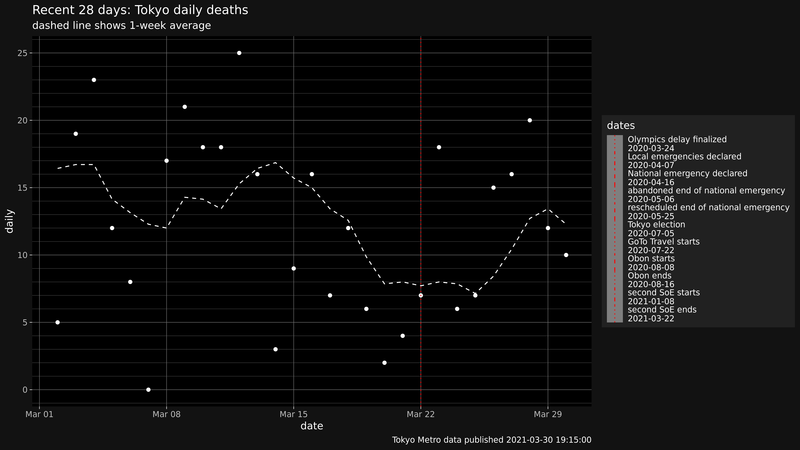 Recent 28 days: Tokyo daily deaths
dashed line shows 1-week average
25
20
15
10
5
0
daily
Mar 01
Mar 08
Mar 15
Mar 22
Mar 29
date
Tokyo Metro data published 2021-03-30 19:15:00
dates
Olympics delay finalized
2020-03-24
Local emergencies declared
2020-04-07
National emergency declared
2020-04-16
abandoned end of national emergency
2020-05-06
rescheduled end of national emergency
2020-05-25
Tokyo election
2020-07-05
GoTo Travel starts
2020-07-22
Obon starts
2020-08-08
Obon ends
2020-08-16
second SoE starts
2021-01-08
second SoE ends
2021-03-22